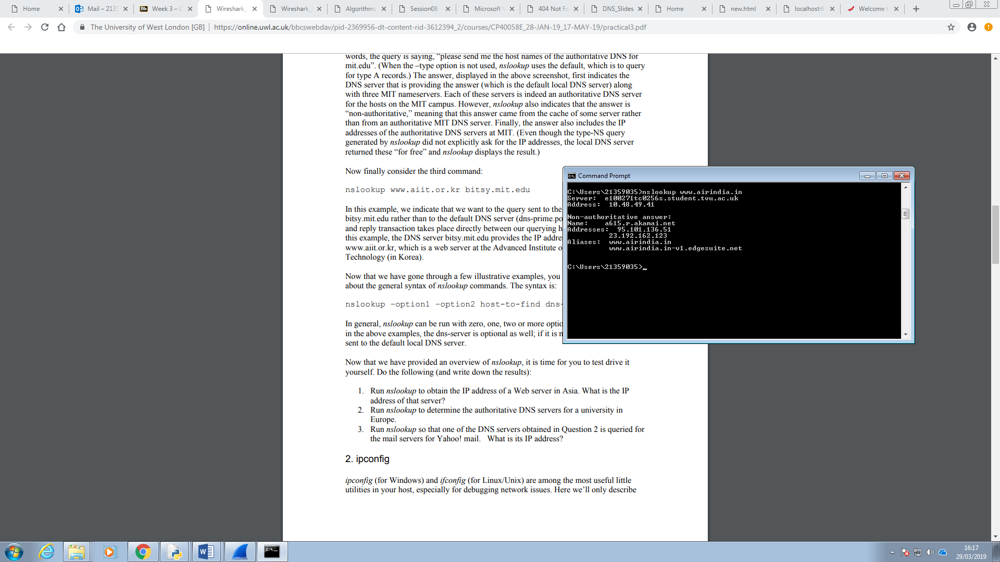 Home
Mail – 213
Week 3 – C
Wireshark_
Wireshark_
Algorithms
Session08
Microsoft
404 Not Fo
DNS_Slides
Home
new.html
localhost:6
Welcome t
The University of West London [GB] | https://online.uwl.ac.uk/bbcswebdav/pid-2369956-dt-content-rid-3612394_2/courses/CP40058E_28-JAN-19_17-MAY-19/practical3.pdf
words, the query is saying, “please send me the host names of the authoritative DNS for
mit.edu”. (When the –type option is not used, nslookup uses the default, which is to query
for type A records.) The answer, displayed in the above screenshot, first indicates the
DNS server that is providing the answer (which is the default local DNS server) along
with three MIT nameservers. Each of these servers is indeed an authoritative DNS server
for the hosts on the MIT campus. However, nslookup also indicates that the answer is
“non-authoritative,” meaning that this answer came from the cache of some server rather
than from an authoritative MIT DNS server. Finally, the answer also includes the IP
addresses of the authoritative DNS servers at MIT. (Even though the type-NS query
generated by nslookup did not explicitly ask for the IP addresses, the local DNS server
returned these “for free” and nslookup displays the result.)
Now finally consider the third command:
nslookup www.aiit.or.kr bitsy.mit.edu
In this example, we indicate that we want to the query sent to the
bitsy.mit.edu rather than to the default DNS server (dns-prime.po
and reply transaction takes place directly between our querying h
this example, the DNS server bitsy.mit.edu provides the IP addre
www.aiit.or.kr, which is a web server at the Advanced Institute o
Technology (in Korea).
Now that we have gone through a few illustrative examples, you
about the general syntax of nslookup commands. The syntax is:
nslookup –option1 –option2 host-to-find dns-
In general, nslookup can be run with zero, one, two or more optio
in the above examples, the dns-server is optional as well; if it is n
sent to the default local DNS server.
Now that we have provided an overview of nslookup, it is time for you to test drive it
yourself. Do the following (and write down the results):
1. Run nslookup to obtain the IP address of a Web server in Asia. What is the IP
address of that server?
2. Run nslookup to determine the authoritative DNS servers for a university in
Europe.
3. Run nslookup so that one of the DNS servers obtained in Question 2 is queried for
the mail servers for Yahoo! mail. What is its IP address?
2. ipconfig
ipconfig (for Windows) and ifconfig (for Linux/Unix) are among the most useful little
utilities in your host, especially for debugging network issues. Here we’ll only describe
Command Prompt
C:\Users\21359035>nslookup www.airindia.in
Server: e100271tc0256s.student.tvu.ac.uk
Address: 10.48.49.41
Non-authoritative answer:
Name: a615.r.akamai.net
Addresses: 95.101.136.51
23.192.162.123
Aliases: www.airindia.in
www.airindia.in-v1.edgesuite.net
C:\Users\21359035>_
16:17
29/03/2019